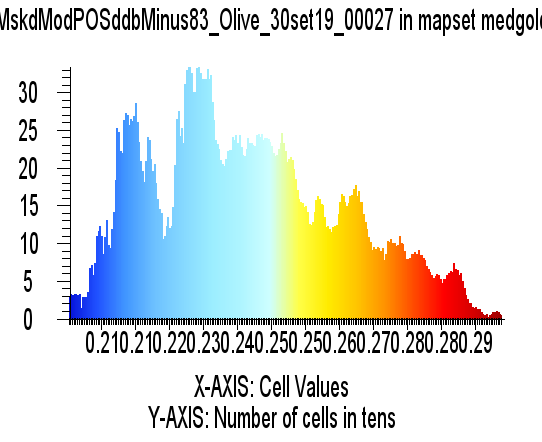 MskdModPOSddbMinus83_Olive_30set19_00027 in mapset medgold
30
25
20
15
10
5
0
0.210.210.220.230.240.250.250.260.270.280.280.29
X-AXIS: Cell Values
Y-AXIS: Number of cells in tens